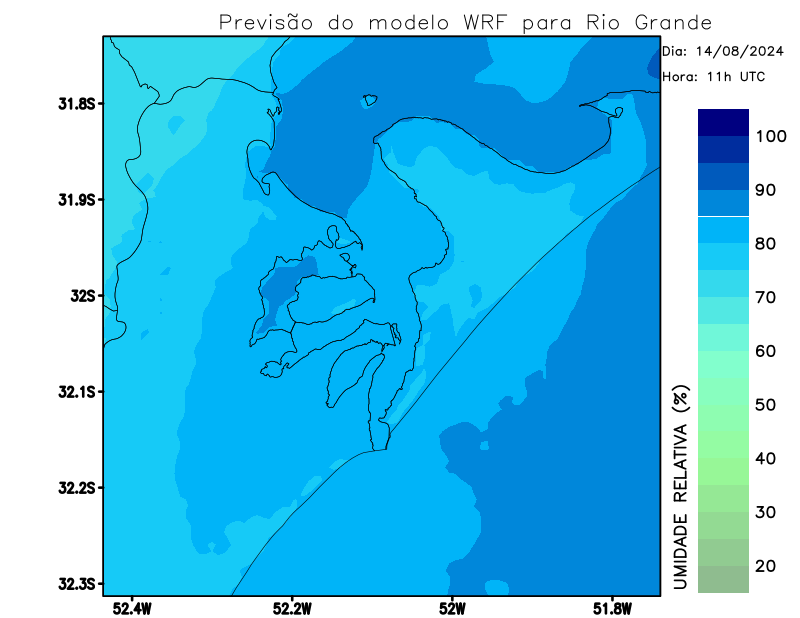 Previsão do modelo WRF para Rio Grande
Dia: 14/08/2024
Hora: 11h UTC
31.8S
31.9S
32S
32.1S
32.2S
32.3S
52.4W
52.2W
52W
51.8W
UMIDADE RELATIVA (%)
100
90
80
70
60
50
40
30
20